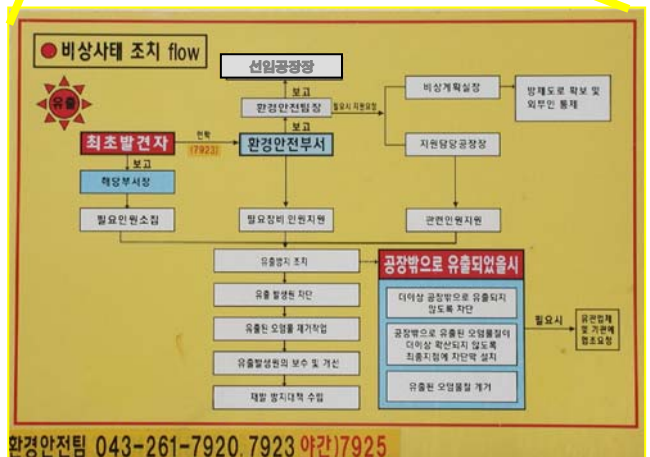 비상사태 조치 flow
유출
선임공장장
보고
환경안전팀장
필요시 지원요청
비상계획실장
방제도로 확보 및
외부인 통제
보고
최초발견자
연락
(7923)
환경안전부서
지원담당공장장
보고
해당부서장
필요인원소집
필요장비 인원지원
관련인원지원
유출방지 조치
공장밖으로 유출되었을시
유출 발생원 차단
더이상 공장밖으로 유출되지
않도록 차단
유출된 오염물 제거작업
공장밖으로 유출된 오염물질이
더이상 확산되지 않도록
최종지점에 차단막 설치
필요시
유관업체
및 기관에
협조요청
유출발생원의 보수 및 개선
유출된 오염물질 제거
재발 방지대책 수립
환경안전팀 043-261-7920, 7923 야간)7925